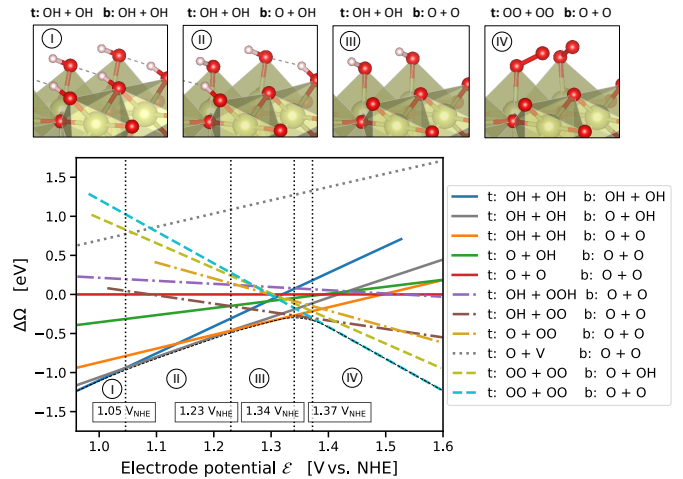 t: OH + OH b: OH + OH
t: OH + OH b: O + OH
t: OH + OH b: O + O
t: OO + OO b: O + O
I
II
III
IV
1.5
1.0
0.5
0.0
−0.5
−1.0
−1.5
ΔΩ [eV]
I
II
III
IV
1.05 VNHE
1.23 VNHE
1.34 VNHE
1.37 VNHE
1.0
1.1
1.2
1.3
1.4
1.5
1.6
Electrode potential ℰ [V vs. NHE]
t: OH + OH b: OH + OH
t: OH + OH b: O + OH
t: OH + OH b: O + O
t: O + OH b: O + O
t: O + O b: O + O
t: OH + OOH b: O + O
t: OH + OO b: O + O
t: O + OO b: O + O
t: O + V b: O + O
t: OO + OO b: O + OH
t: OO + OO b: O + O